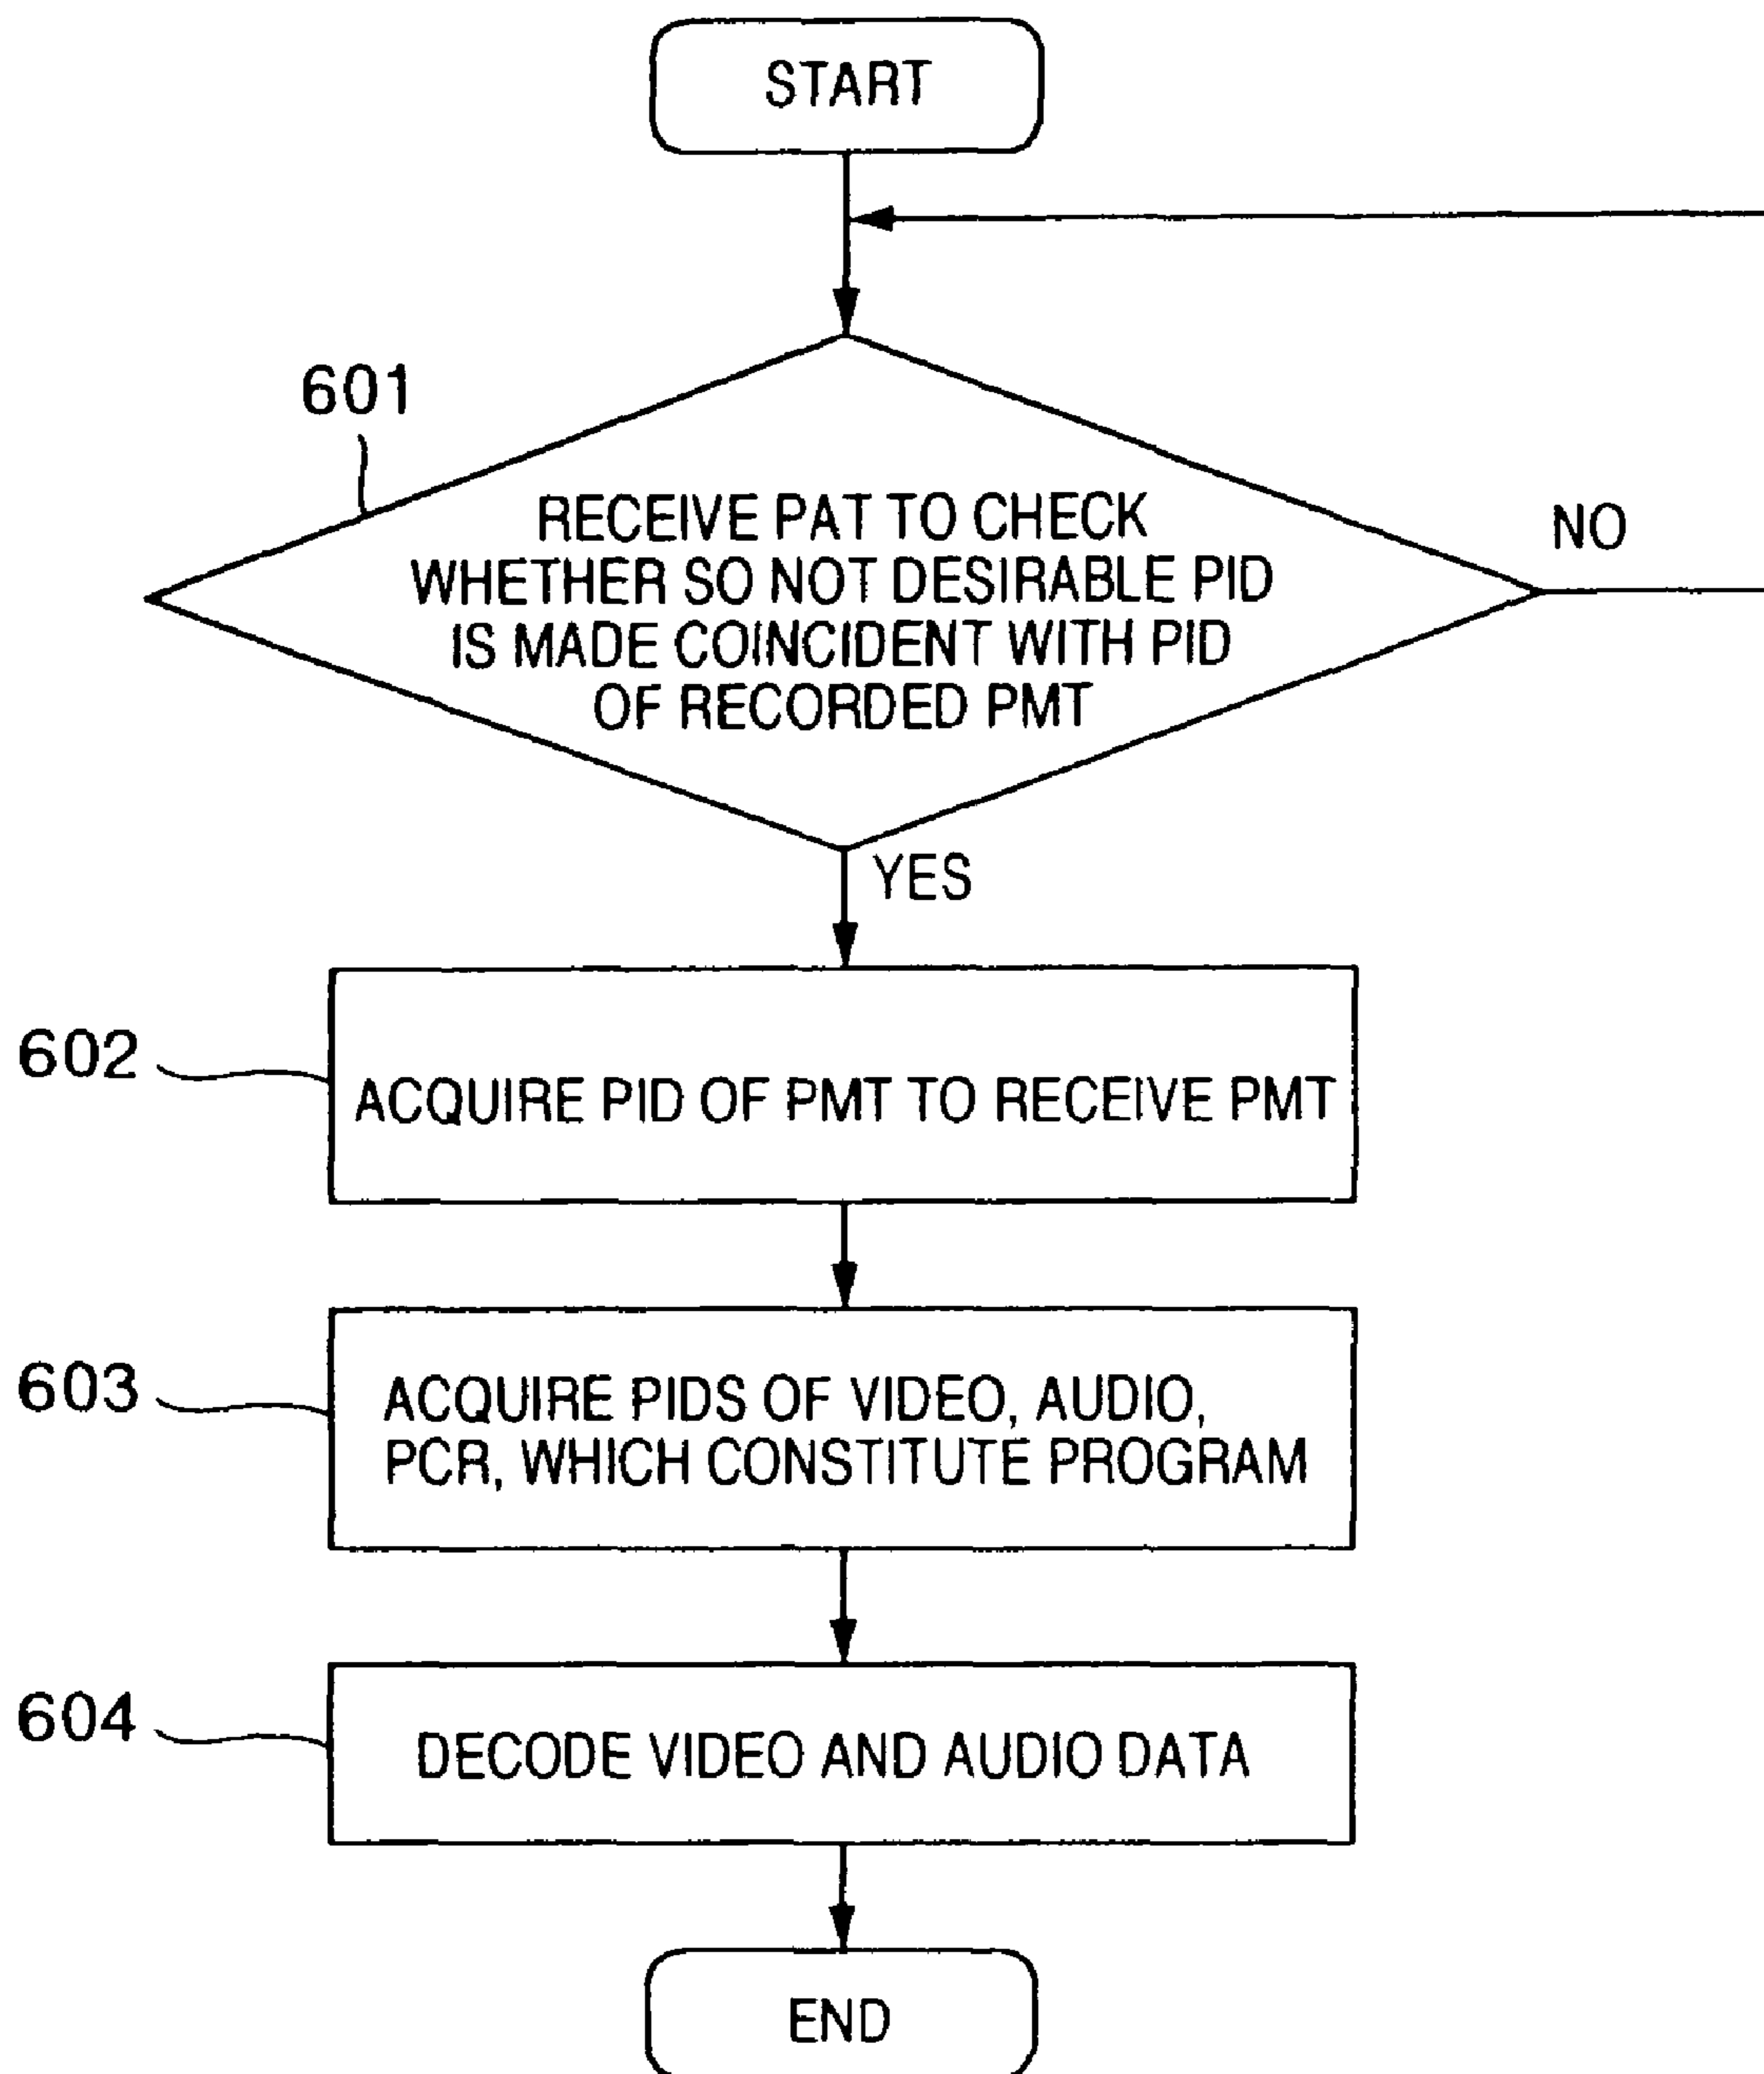 START
601
RECEIVE PAT TO CHECK
WHETHER SO NOT DESIRABLE PID
IS MADE COINCIDENT WITH PID
OF RECORDED PMT
NO
YES
602
ACQUIRE PID OF PMT TO RECEIVE PMT
603
ACQUIRE PIDS OF VIDEO, AUDIO,
PCR, WHICH CONSTITUTE PROGRAM
604
DECODE VIDEO AND AUDIO DATA
END